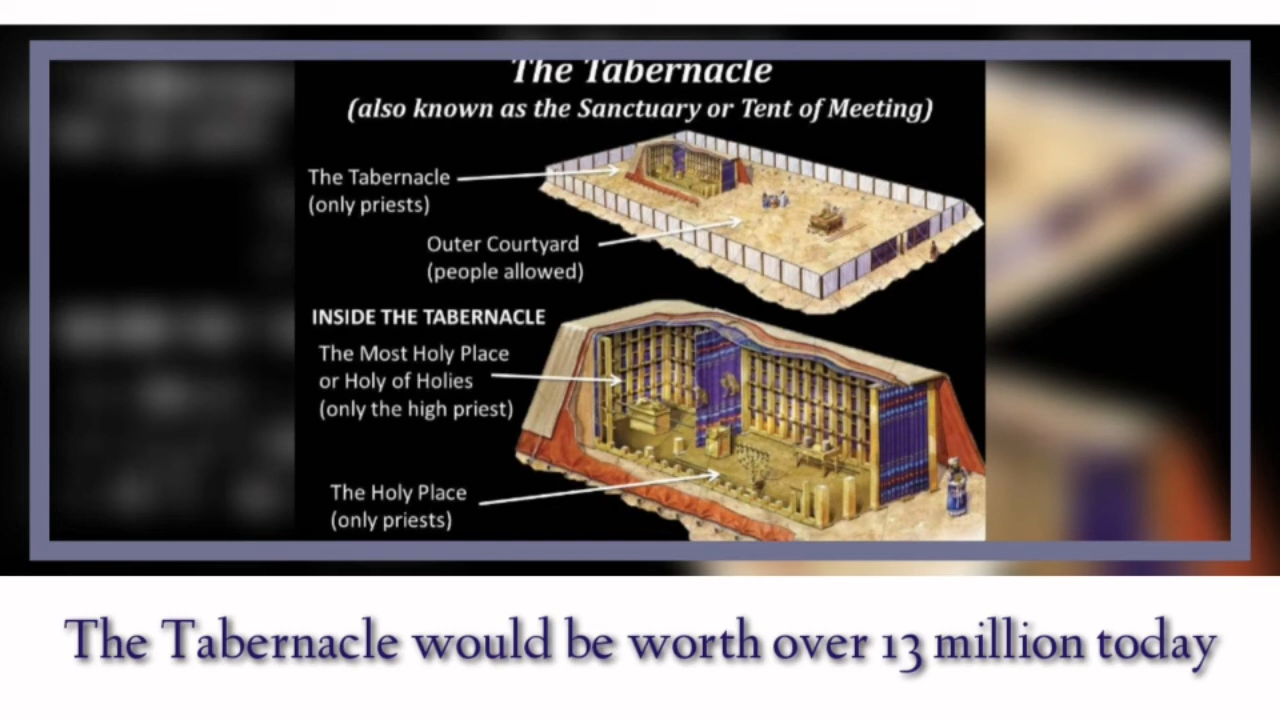 The Tabernacle
(also known as the Sanctuary or Tent of Meeting)
The Tabernacle
(only priests)
Outer Courtyard
(people allowed)
INSIDE THE TABERNACLE
The Most Holy Place
or Holy of Holies
(only the high priest)
The Holy Place
(only priests)
The Tabernacle would be worth over 13 million today